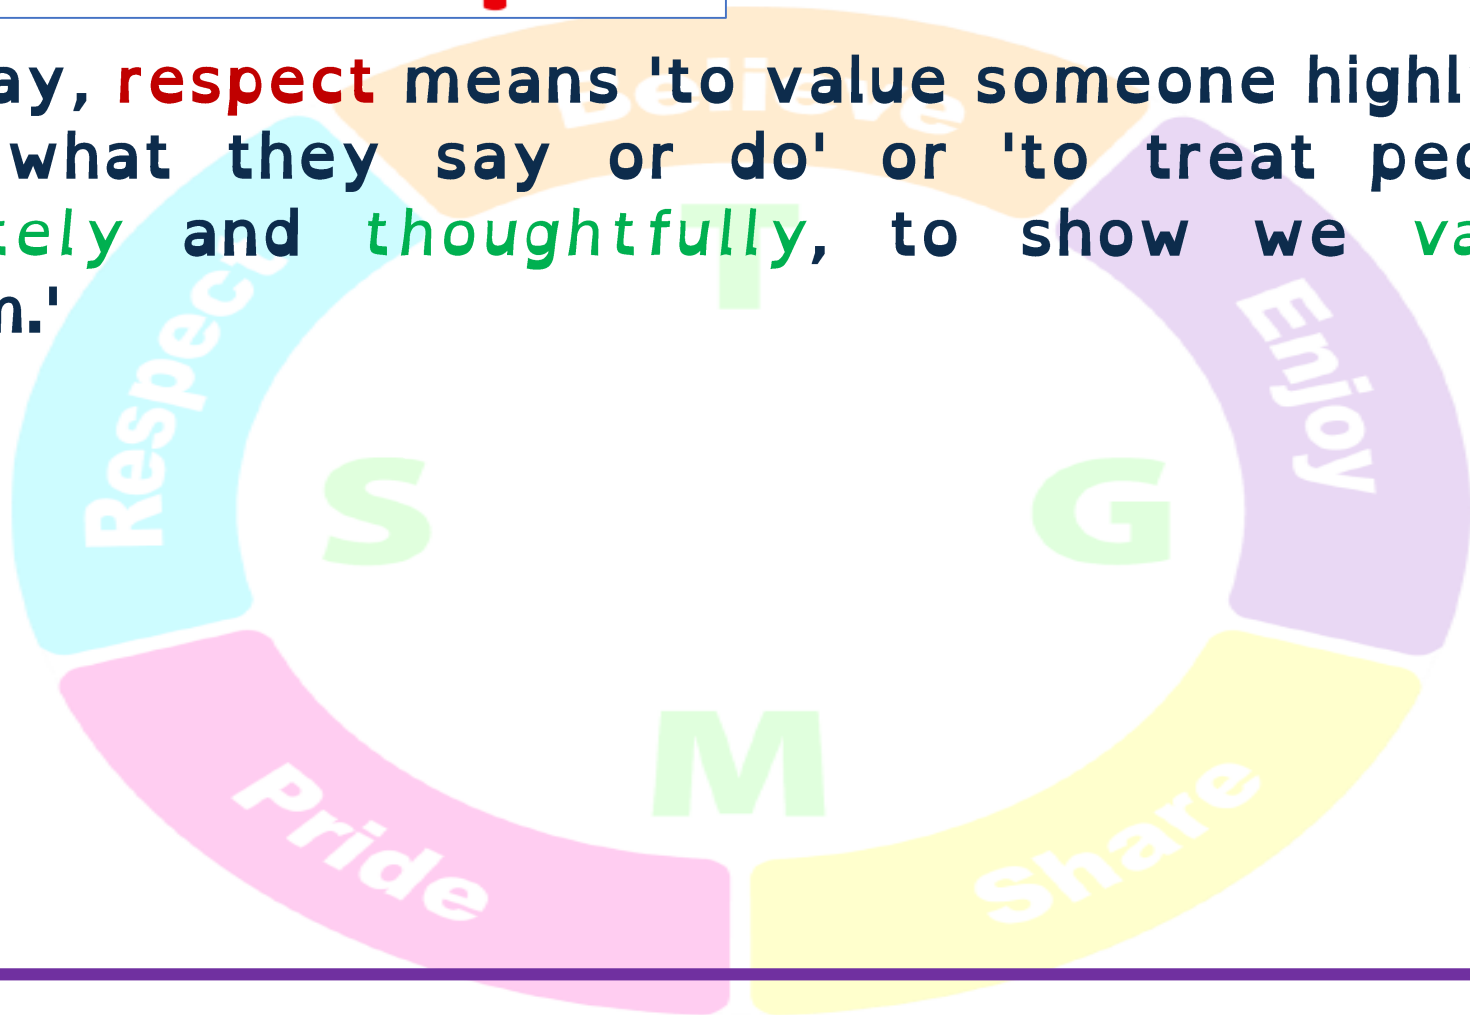 ay, respect means 'to value someone highl
what they say or do' or 'to treat peo
tely and thoughtfully, to show we va
m.'
Believe
T
Respect
Enjoy
S
G
M
Pride
Share